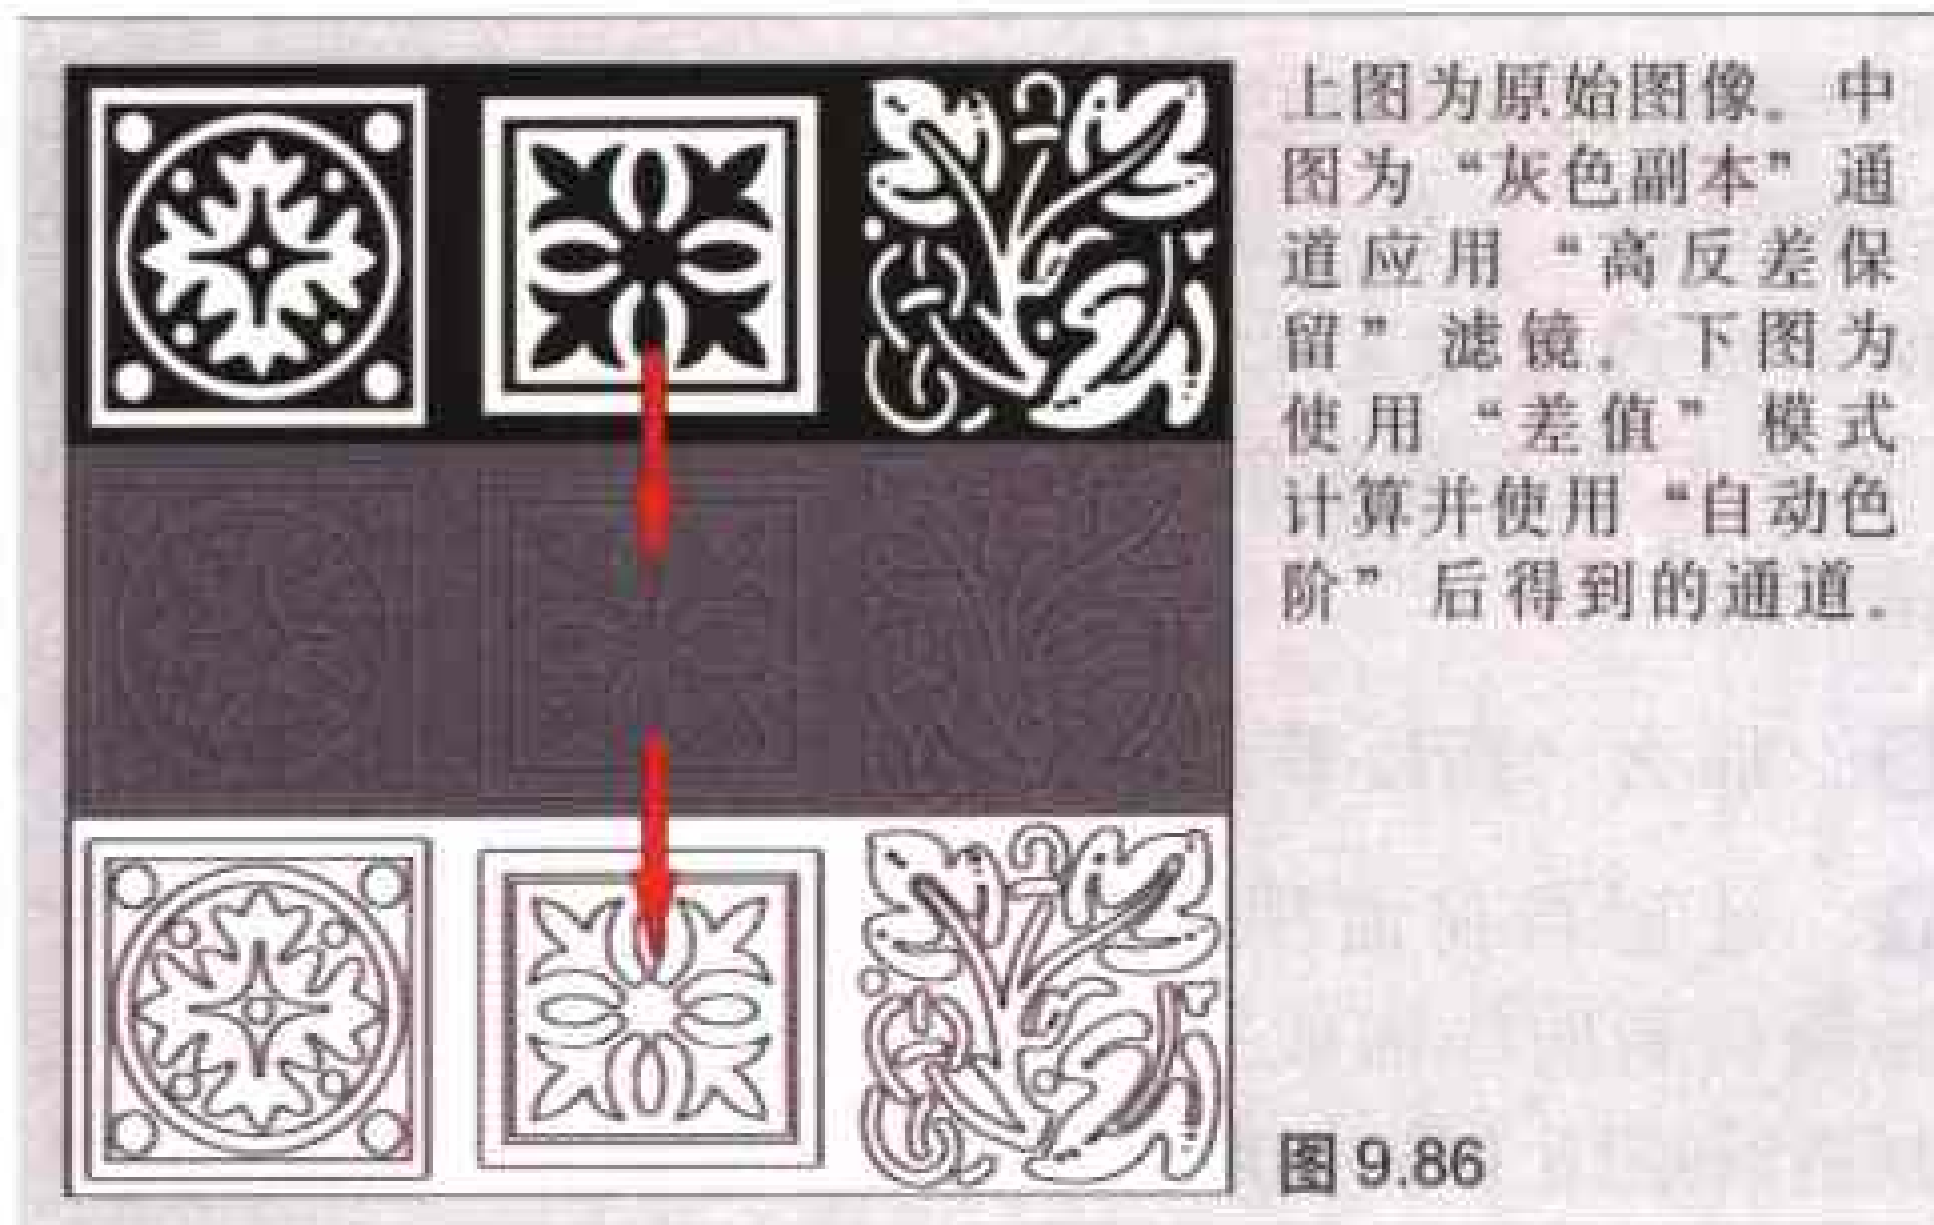 上图为原始图像。中
图为“灰色副本”通
道应用“高反差保
留”滤镜。下图为
使用“差值”模式
计算并使用“自动色
阶”后得到的通道。
图9.86